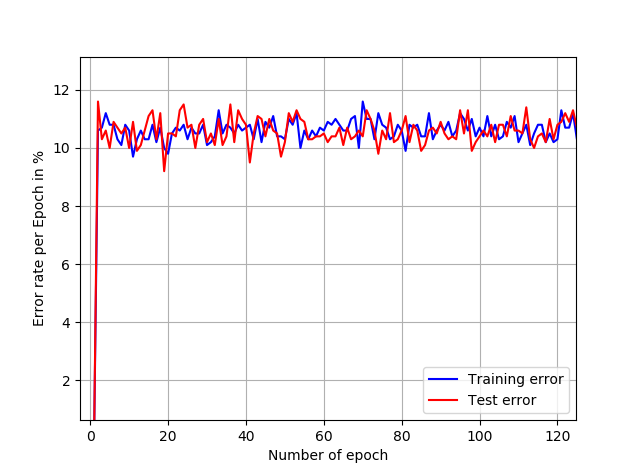 12
10
8
6
4
2
0 20 40 60 80 100 120
Error rate per Epoch in %
Number of epoch
Training error
Test error